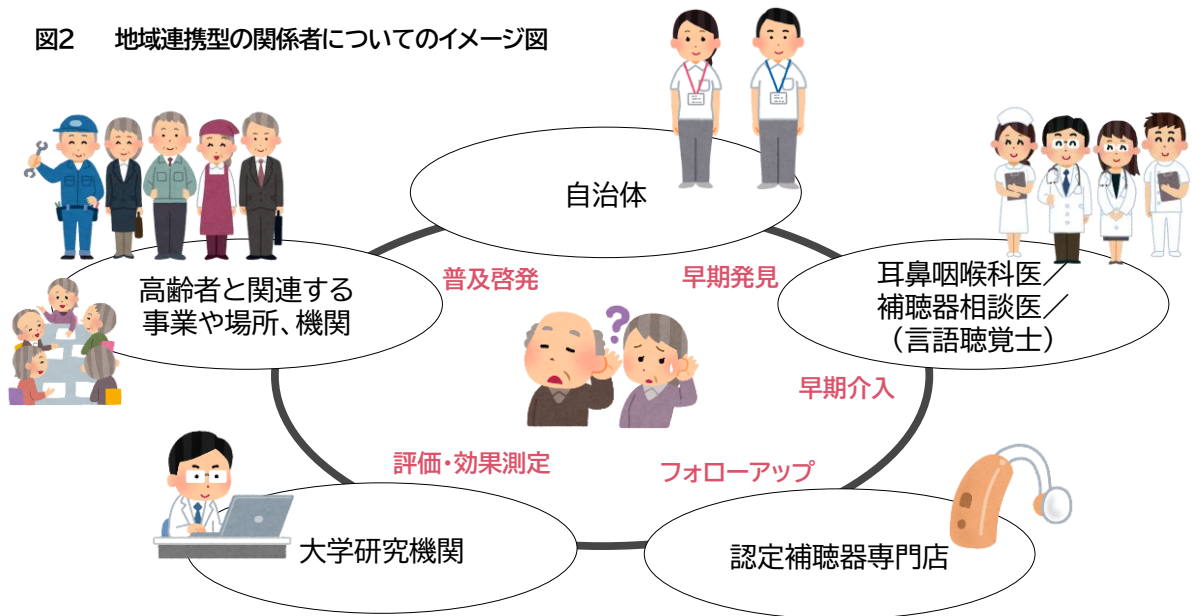 図2 地域連携型の関係者についてのイメージ図
自治体
普及啓発
早期発見
高齢者と関連する
事業や場所、機関
耳鼻咽喉科医／
補聴器相談医／
（言語聴覚士）
?
早期介入
評価・効果測定
フォローアップ
大学研究機関
認定補聴器専門店